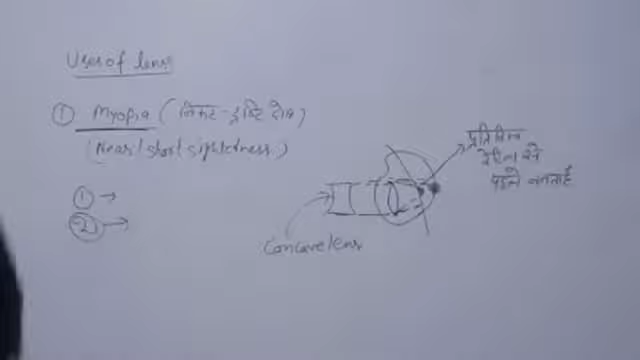 Uses of lens
① Myopia (निकट-दृष्टि दोष)
(Near/short sightedness)
① →
② →
प्रतिबिम्ब
रेटिना से
पहले बनता है
Concave lens